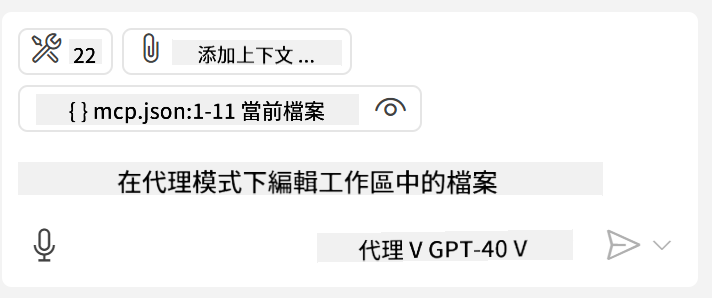 22 添加上下文 ...
{ } mcp.json:1-11 當前檔案
在代理模式下編輯工作區中的檔案
代理 V GPT-40 V